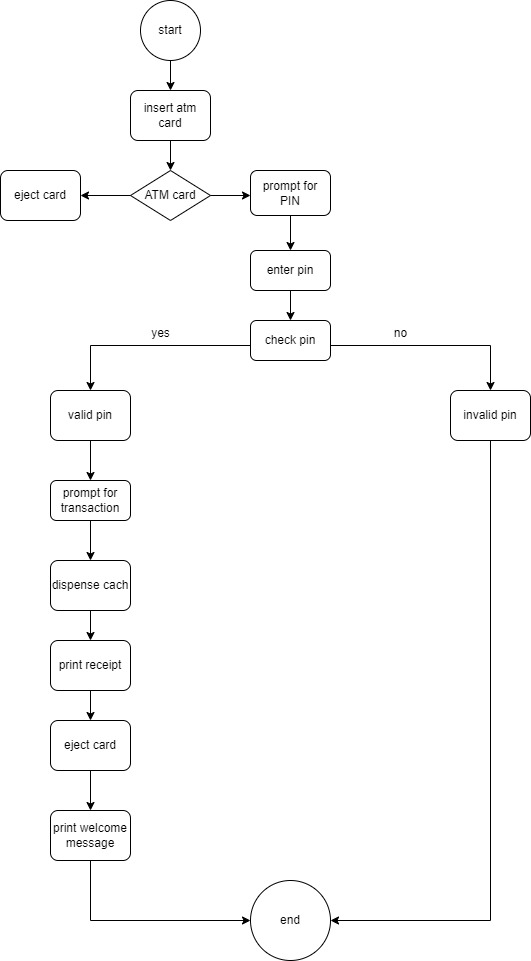 start
insert atm
card
eject card
ATM card
prompt for
PIN
enter pin
check pin
yes
no
valid pin
invalid pin
prompt for
transaction
dispense cach
print receipt
eject card
print welcome
message
end